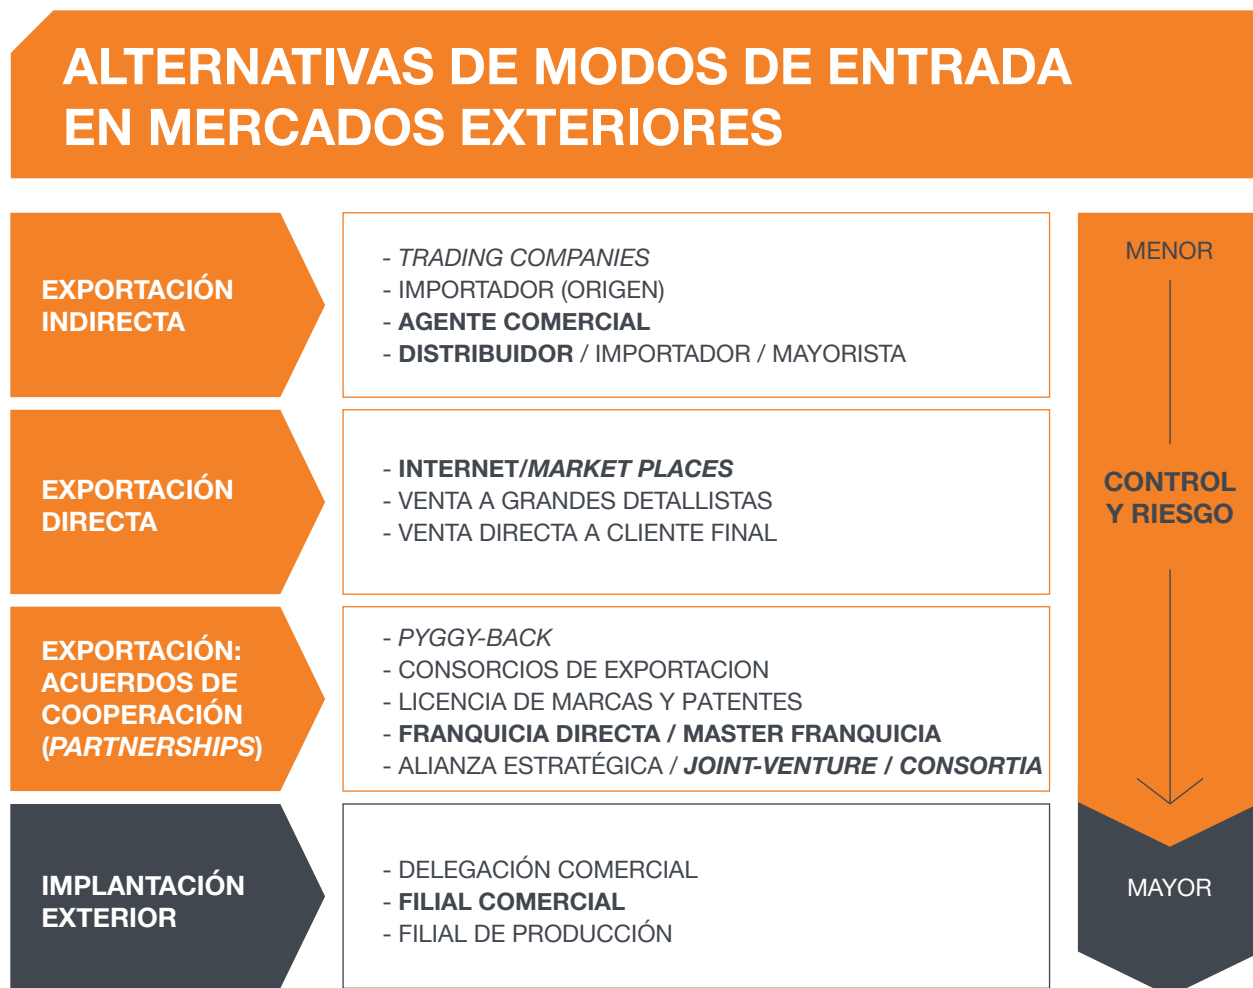 ALTERNATIVAS DE MODOS DE ENTRADA
EN MERCADOS EXTERIORES
EXPORTACIÓN
INDIRECTA
- TRADING COMPANIES
- IMPORTADOR (ORIGEN)
- AGENTE COMERCIAL
- DISTRIBUIDOR / IMPORTADOR / MAYORISTA
EXPORTACIÓN
DIRECTA
- INTERNET/MARKET PLACES
- VENTA A GRANDES DETALLISTAS
- VENTA DIRECTA A CLIENTE FINAL
EXPORTACIÓN:
ACUERDOS DE
COOPERACIÓN
(PARTNERSHIPS)
- PYGGY-BACK
- CONSORCIOS DE EXPORTACION
- LICENCIA DE MARCAS Y PATENTES
- FRANQUICIA DIRECTA / MASTER FRANQUICIA
- ALIANZA ESTRATÉGICA / JOINT-VENTURE / CONSORTIA
IMPLANTACIÓN
EXTERIOR
- DELEGACIÓN COMERCIAL
- FILIAL COMERCIAL
- FILIAL DE PRODUCCIÓN
MENOR
CONTROL
Y RIESGO
MAYOR